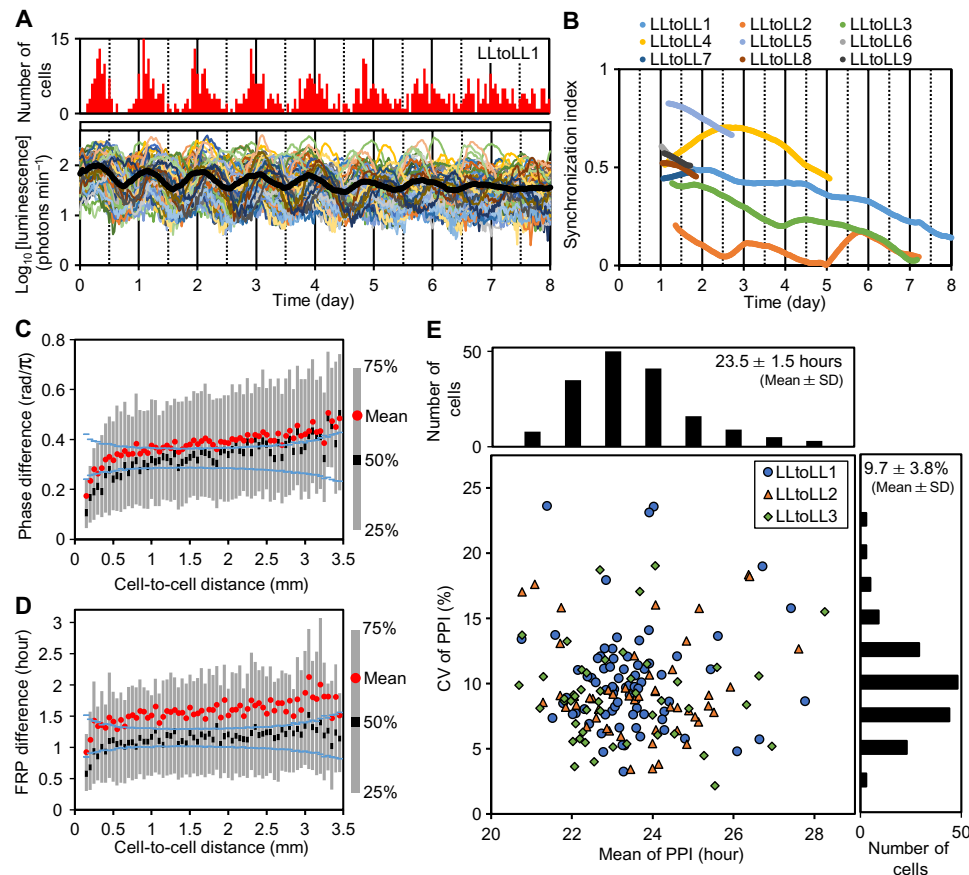 A
Number of
cells
15
0
LLtoLL1
Log10[luminescence]
(photons min−1)
2
1
0
0 1 2 3 4 5 6 7 8
Time (day)
B
LLtoLL1 LLtoLL2 LLtoLL3
LLtoLL4 LLtoLL5 LLtoLL6
LLtoLL7 LLtoLL8 LLtoLL9
Synchronization index
1
0.5
0
0 1 2 3 4 5 6 7 8
Time (day)
C
Phase difference (rad/π)
0.8
0.6
0.4
0.2
0
0 0.5 1 1.5 2 2.5 3 3.5
Cell-to-cell distance (mm)
75%
Mean
50%
25%
D
FRP difference (hour)
3
2.5
2
1.5
1
0.5
0
0 0.5 1 1.5 2 2.5 3 3.5
Cell-to-cell distance (mm)
75%
Mean
50%
25%
E
Number of
cells
50
0
23.5 ± 1.5 hours
(Mean ± SD)
CV of PPI (%)
25
20
15
10
5
0
LLtoLL1
LLtoLL2
LLtoLL3
20 22 24 26 28
Mean of PPI (hour)
9.7 ± 3.8%
(Mean ± SD)
0 50
Number of
cells